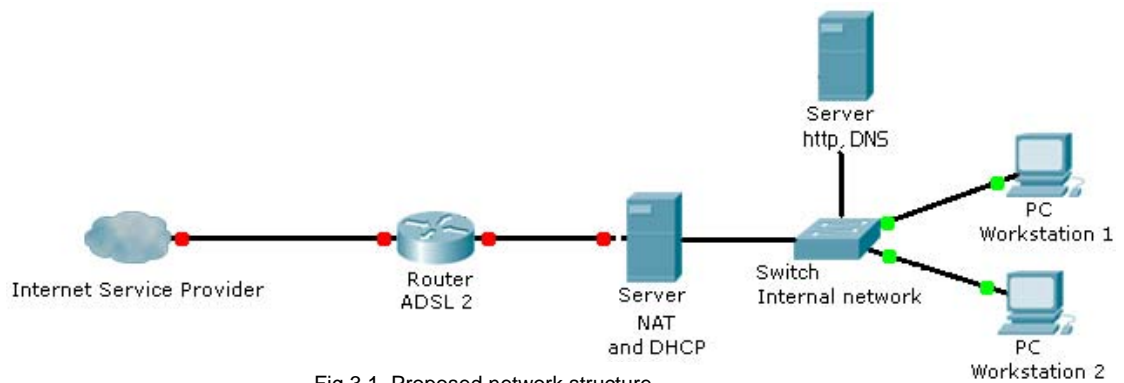 Server
http, DNS
PC
Workstation 1
Internet Service Provider
Router
ADSL 2
Server
NAT
and DHCP
Switch
Internal network
PC
Workstation 2
Fig.3.1. Proposed network structure